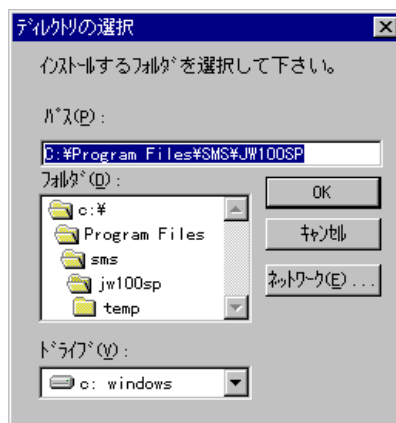 ﾃﾞｨﾚｸﾄﾘの選択
ｲﾝｽﾄｰﾙするﾌｫﾙﾀﾞを選択して下さい。
ﾊﾟｽ(P):
C:¥Program Files¥SMS¥JW100SP
ﾌｫﾙﾀﾞ(D):
c:¥
Program Files
sms
jw100sp
temp
OK
ｷｬﾝｾﾙ
ﾈｯﾄﾜｰｸ(E)...
ﾄﾞﾗｲﾌﾞ(V):
c: windows